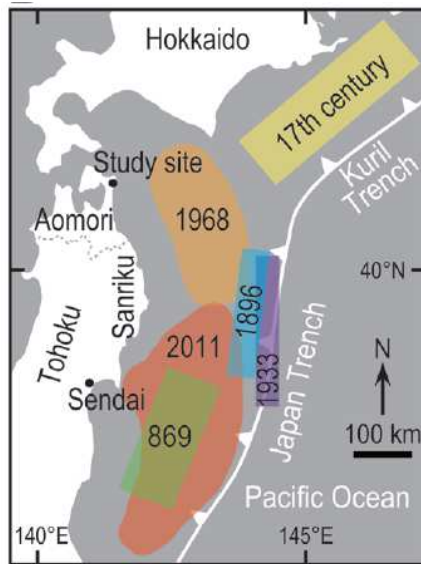 Hokkaido
17th century
Kuril
Trench
Study site
1968
Aomori
40°N
Sanriku
1896
1933
Tohoku
2011
Japan Trench
N
Sendai
869
100 km
Pacific Ocean
140°E
145°E